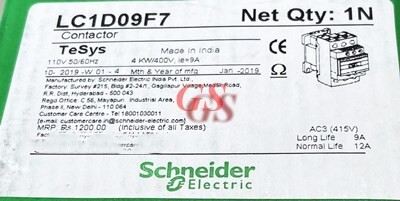 LC1D09F7 Net Qty: 1N
Contactor
TeSys Made in India
110V 50/60Hz 4 KW/400V, Ie=9A
10- 2019 -W 01 - 4 Mth & Year of mfg Jan.-2019
Manufactured by: Schneider Electric India Pvt Ltd.
Factory: Survey #215, Bldg #2-24/1, Gagillapur Village,
R.R. Dist, Hyderabad - 500 043
Regd Office: C 56, Mayapuri Industrial Area,
Phase II, New Delhi - 110 064
Customer care tel: 18001030011
customercare.in@schneider-electric.com
MRP Rs 1200.00 (Inclusive of all Taxes)
GNS
AC3 (415V)
Long Life 9A
Normal Life 12A
Schneider
Electric